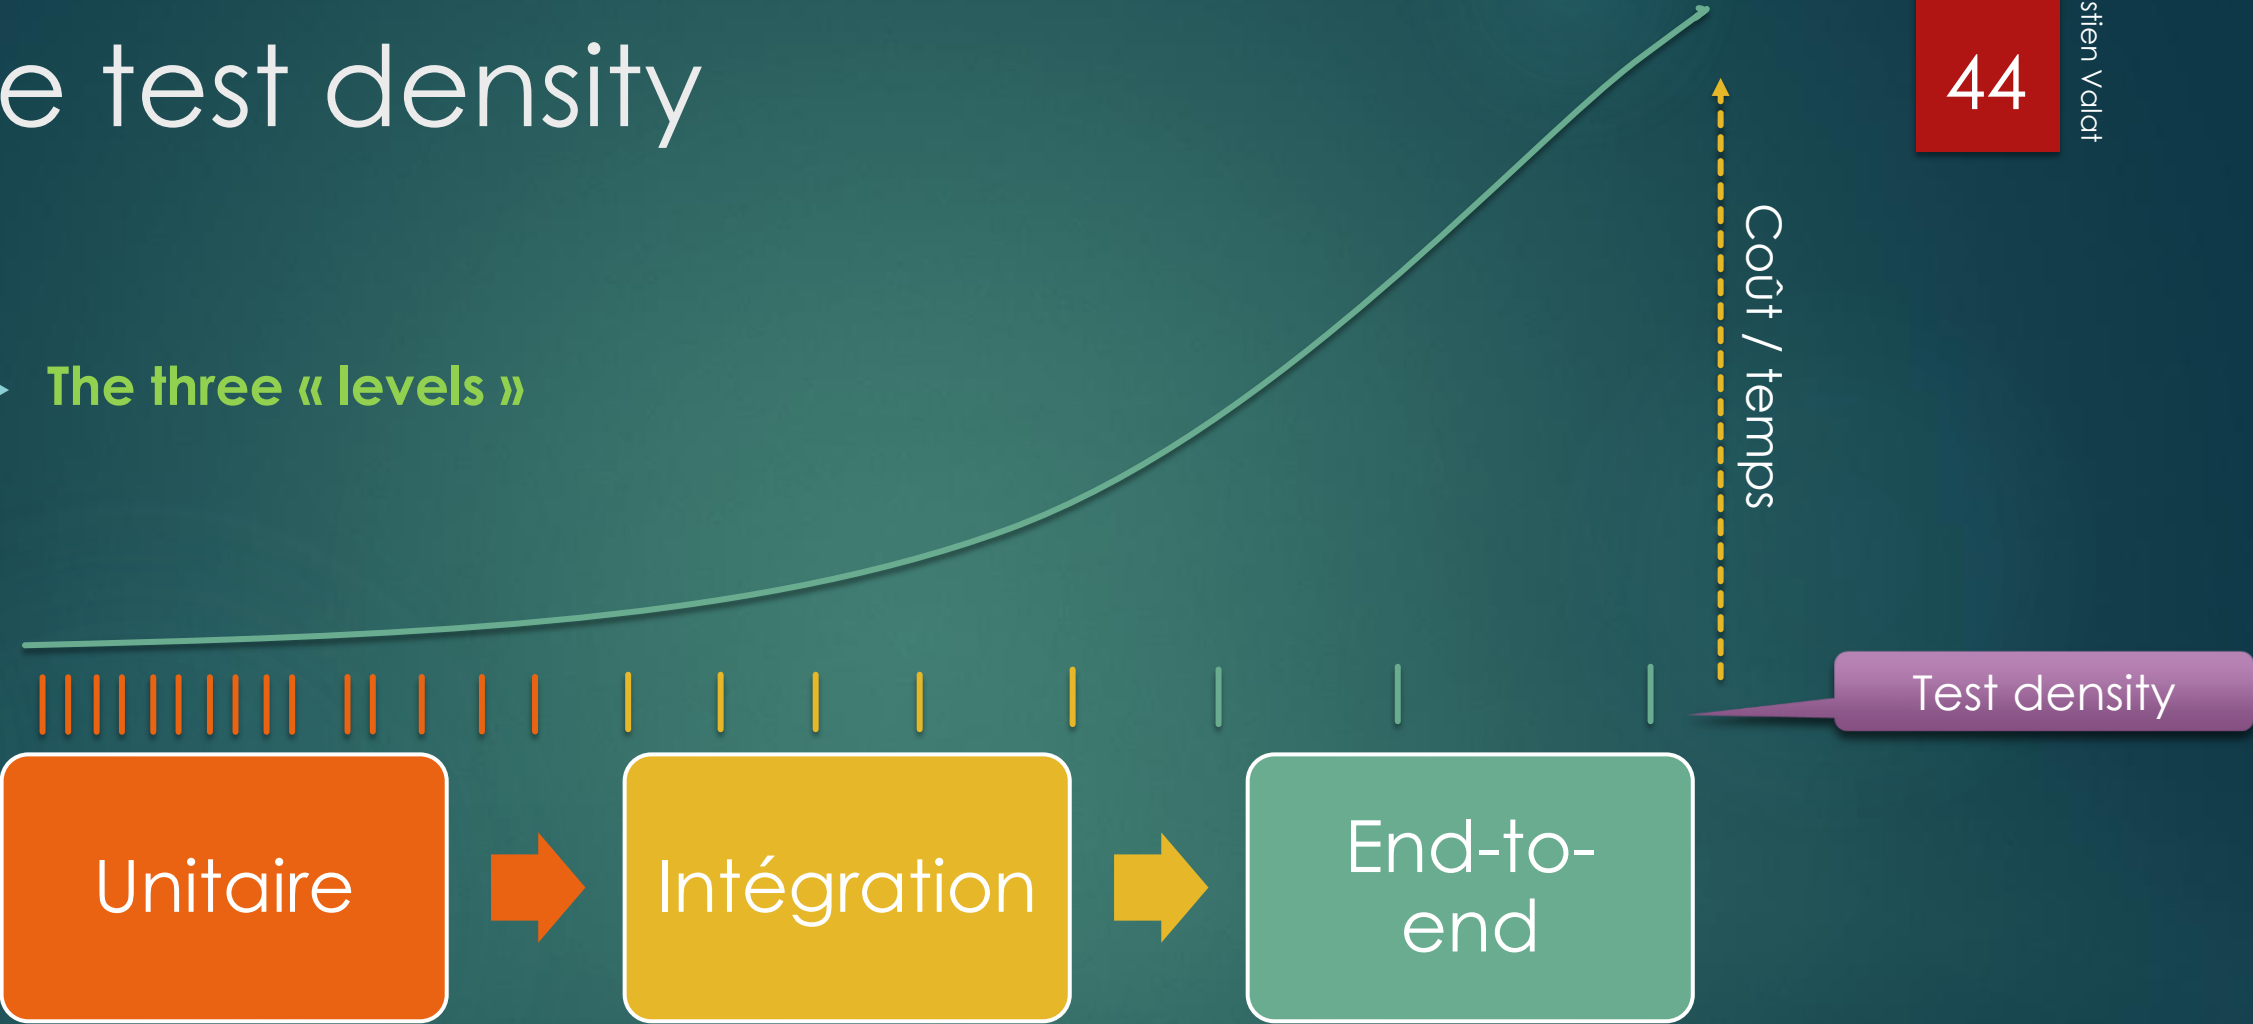 e test density
44
stien Valat
The three « levels »
Coût / temps
Test density
Unitaire
Intégration
End-to-
end